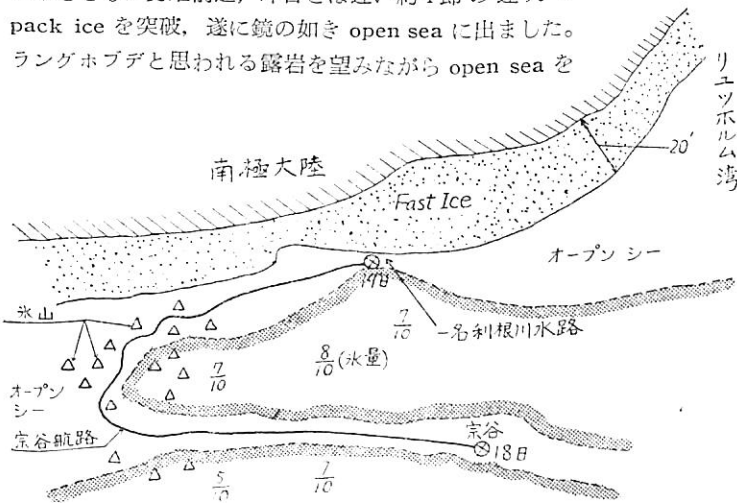 pack ice を突破，遂に鏡の如き open sea に出ました。
ラングホブデと思われる露岩を望みながら open sea を
リユツホルム湾
20′
南極大陸
Fast Ice
オープン シー
19日
一名利根川水路
7/10
氷山
8/10(氷量)
7/10
オープン
シー
宗谷航路
宗谷
18日
5/10
7/10